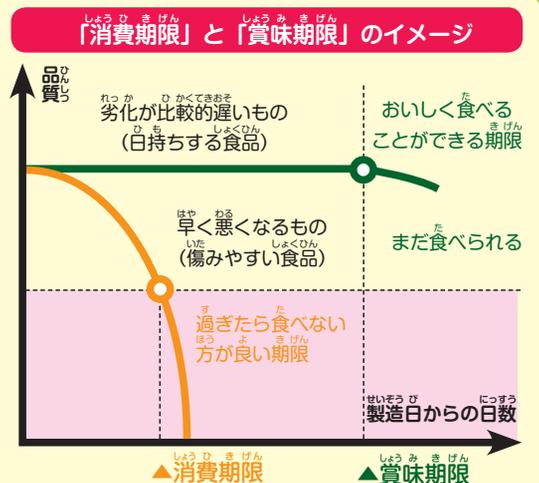 「消費期限」と「賞味期限」のイメージ
品質
劣化が比較的遅いもの
(日持ちする食品)
おいしく食べる
ことができる期限
早く悪くなるもの
(傷みやすい食品)
まだ食べられる
過ぎたら食べない
方が良い期限
製造日からの日数
▲消費期限
▲賞味期限